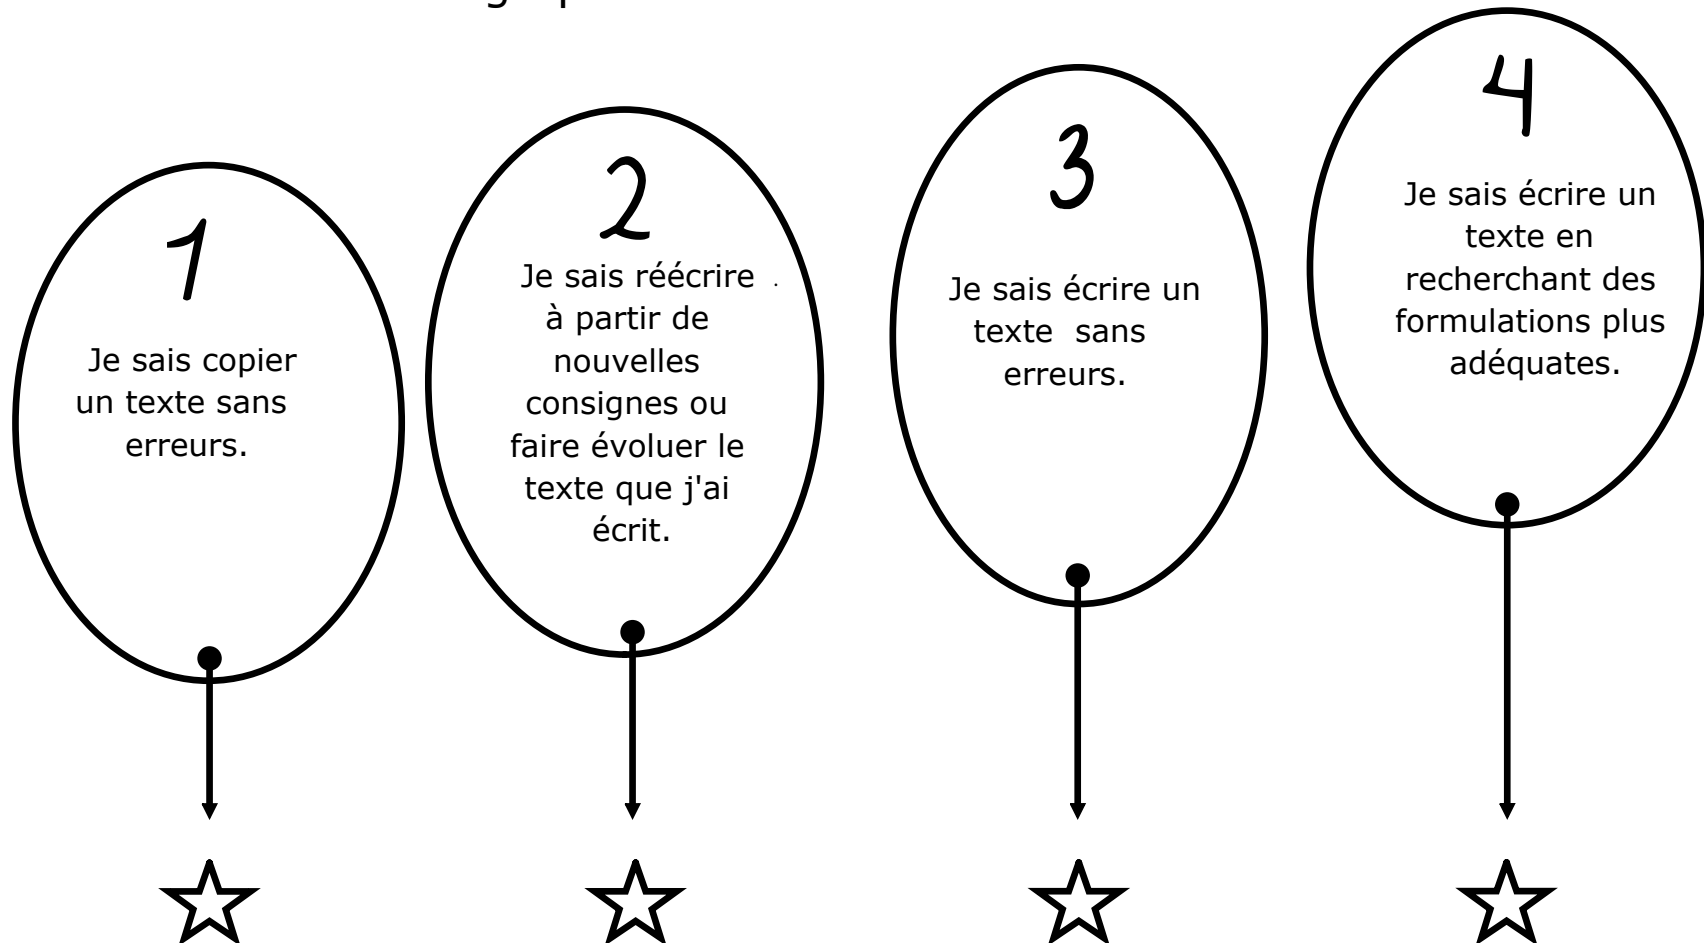 1
Je sais copier
un texte sans
erreurs.
2
Je sais réécrire .
à partir de
nouvelles
consignes ou
faire évoluer le
texte que j'ai
écrit.
3
Je sais écrire un
texte  sans
erreurs.
4
Je sais écrire un
texte en
recherchant des
formulations plus
adéquates.